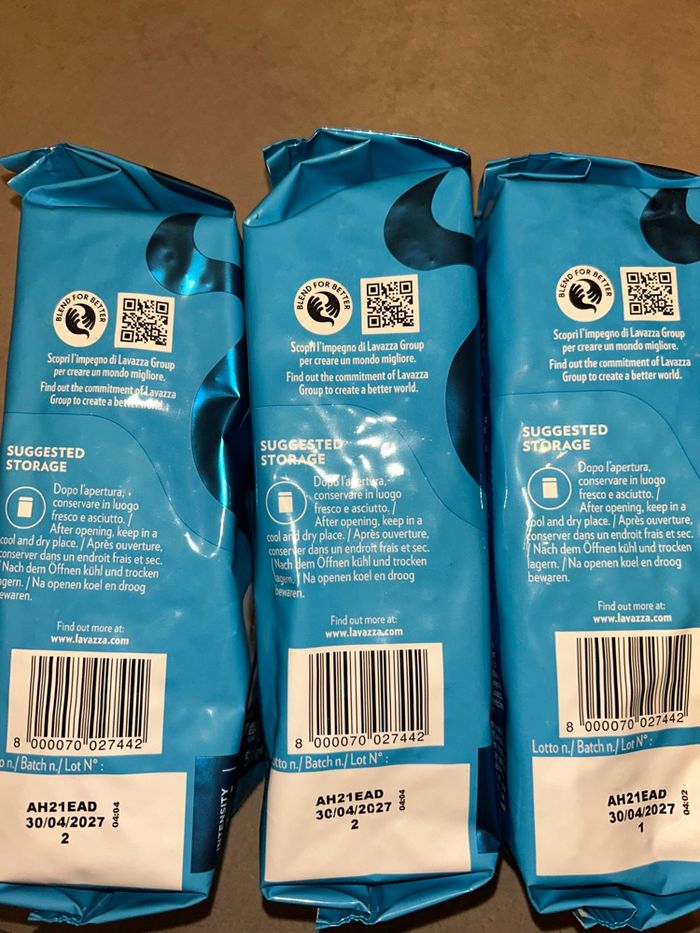 BLEND FOR BETTER
Scopri l'impegno di Lavazza Group
per creare un mondo migliore.
Find out the commitment of Lavazza
Group to create a better world.
SUGGESTED
STORAGE
Dopo l'apertura,
conservare in luogo
fresco e asciutto. /
After opening, keep in a
cool and dry place. / Après ouverture,
conserver dans un endroit frais et sec.
/ Nach dem Öffnen kühl und trocken
lagern. / Na openen koel en droog
bewaren.
Find out more at:
www.lavazza.com
8 000070 027442
o n./ Batch n./ Lot N° :
AH21EAD
30/04/2027
2
04:04
INTENSITY
BLEND FOR BETTER
Scopri l'impegno di Lavazza Group
per creare un mondo migliore.
Find out the commitment of Lavazza
Group to create a better world.
SUGGESTED
STORAGE
Dopo l'apertura,
conservare in luogo
fresco e asciutto. /
After opening, keep in a
cool and dry place. / Après ouverture,
conserver dans un endroit frais et sec.
/ Nach dem Öffnen kühl und trocken
lagern. / Na openen koel en droog
bewaren.
Find out more at:
www.lavazza.com
8 000070 027442
tto n./ Batch n./ Lot N° :
AH21EAD
30/04/2027
2
04:04
BLEND FOR BETTER
Scopri l'impegno di Lavazza Group
per creare un mondo migliore.
Find out the commitment of Lavazza
Group to create a better world.
SUGGESTED
STORAGE
Dopo l'apertura,
conservare in luogo
fresco e asciutto. /
After opening, keep in a
cool and dry place. / Après ouverture,
conserver dans un endroit frais et sec.
/ Nach dem Öffnen kühl und trocken
lagern. / Na openen koel en droog
bewaren.
Find out more at:
www.lavazza.com
8 000070 027442
Lotto n./ Batch n./ Lot N° :
AH21EAD
30/04/2027
1
04:02